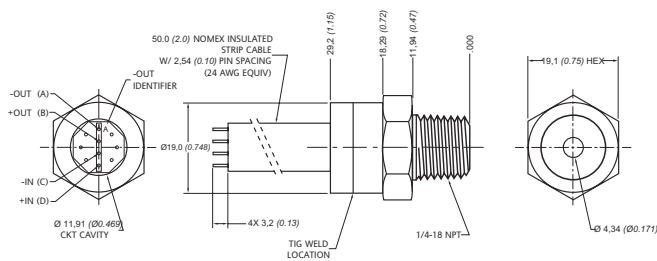 50.0 (2.0) NOMEX INSULATED
STRIP CABLE
W/ 2,54 (0.10) PIN SPACING
(24 AWG EQUIV)
29,2 (1.15)
18,29 (0.72)
11,94 (0.47)
.000
19,1 (0.75) HEX
-OUT
IDENTIFIER
-OUT (A)
+OUT (B)
A
-IN (C)
+IN (D)
Ø19,0 (0.748)
Ø 11,91 (Ø0.469)
CKT CAVITY
4X 3,2 (0.13)
TIG WELD
LOCATION
1/4-18 NPT
Ø 4,34 (Ø0.171)